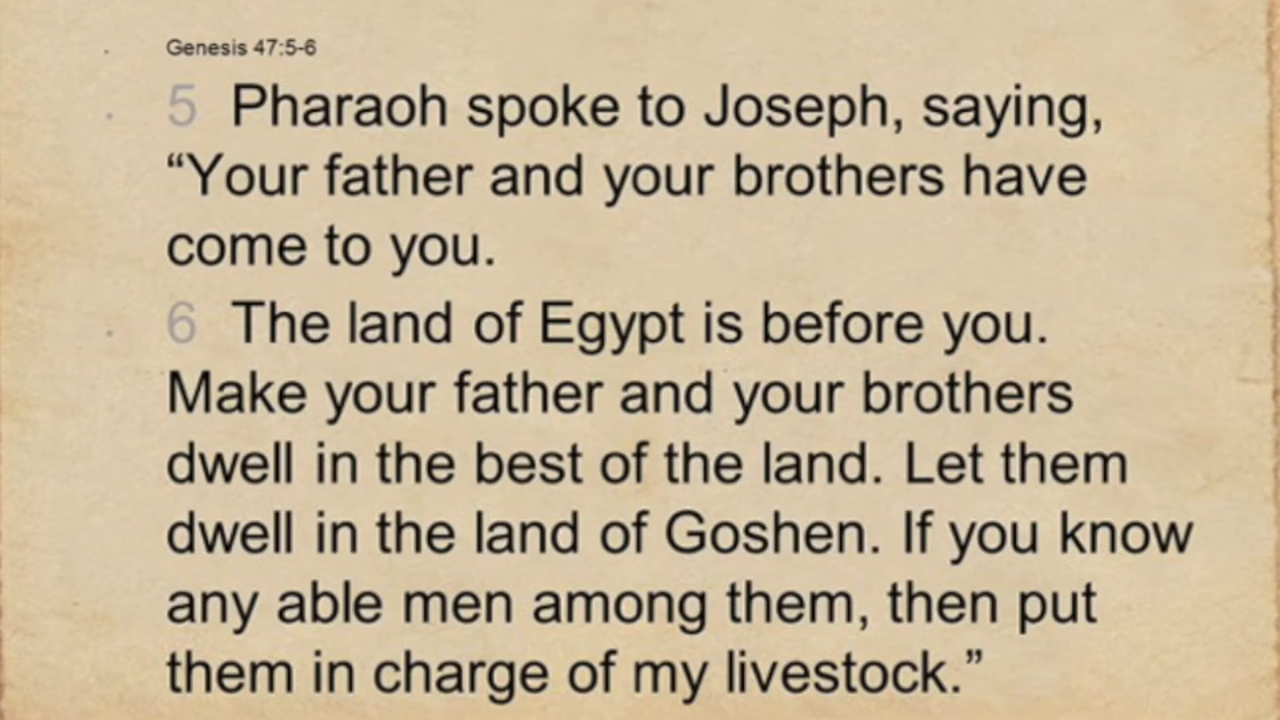 Genesis 47:5-6
5 Pharaoh spoke to Joseph, saying,
“Your father and your brothers have
come to you.
6 The land of Egypt is before you.
Make your father and your brothers
dwell in the best of the land. Let them
dwell in the land of Goshen. If you know
any able men among them, then put
them in charge of my livestock.”